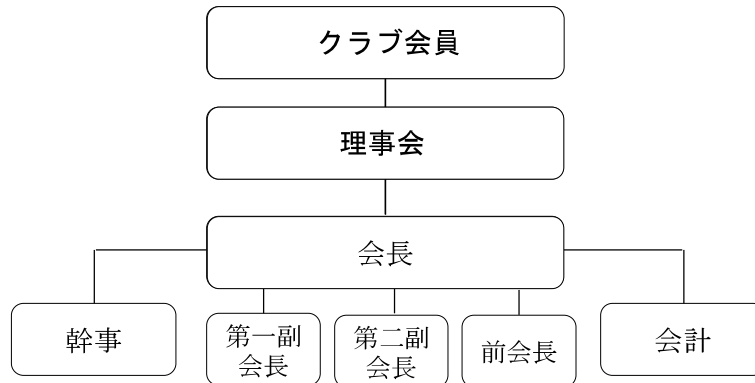 クラブ会員
理事会
会長
幹事
第一副
会長
第二副
会長
前会長
会計